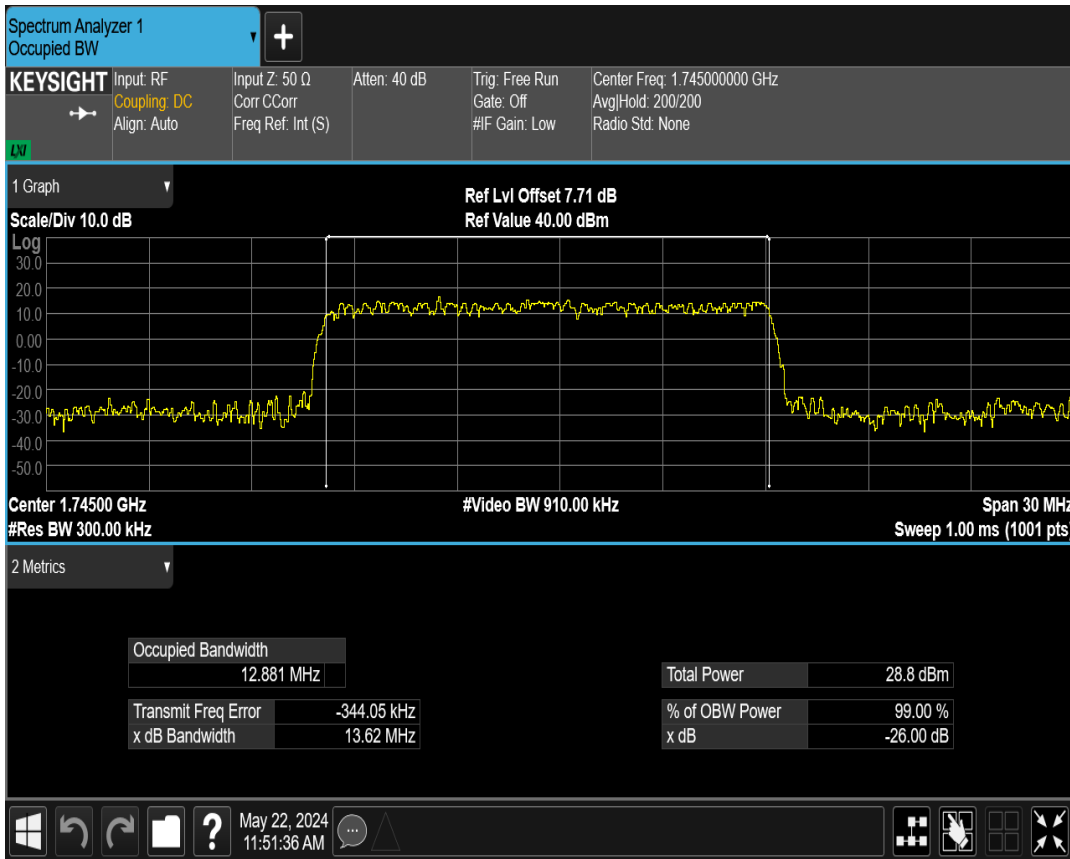 Spectrum Analyzer 1
Occupied BW
KEYSIGHT
LXI
Input: RF
Coupling: DC
Align: Auto
Input Z: 50 Ω
Corr CCorr
Freq Ref: Int (S)
Atten: 40 dB
Trig: Free Run
Gate: Off
#IF Gain: Low
Center Freq: 1.745000000 GHz
Avg|Hold: 200/200
Radio Std: None
1 Graph
Ref Lvl Offset 7.71 dB
Scale/Div 10.0 dB
Ref Value 40.00 dBm
Log
30.0
20.0
10.0
0.00
-10.0
-20.0
-30.0
-40.0
-50.0
Center 1.74500 GHz
#Video BW 910.00 kHz
Span 30 MHz
#Res BW 300.00 kHz
Sweep 1.00 ms (1001 pts)
2 Metrics
Occupied Bandwidth
12.881 MHz
Total Power 28.8 dBm
Transmit Freq Error -344.05 kHz
% of OBW Power 99.00 %
x dB Bandwidth 13.62 MHz
x dB -26.00 dB
?
May 22, 2024
11:51:36 AM